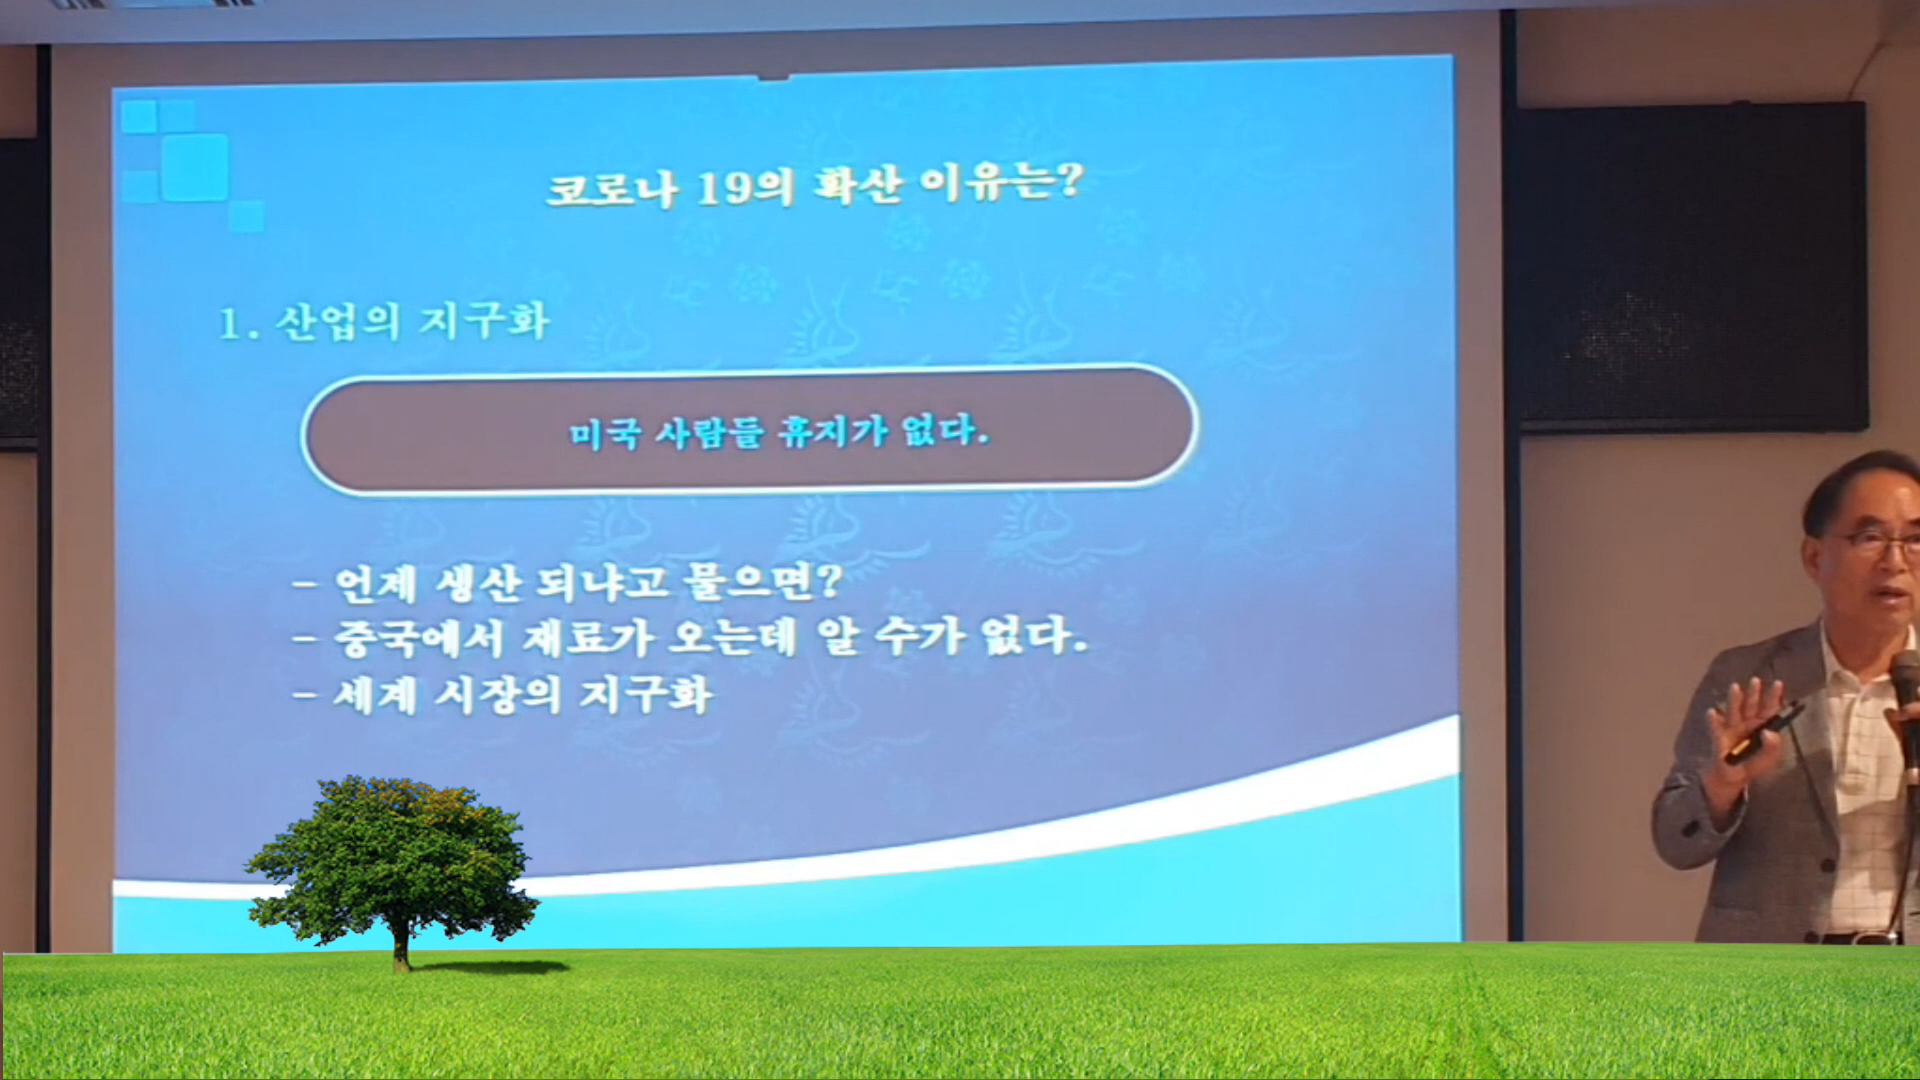 코로나 19의 확산 이유는?
1. 산업의 지구화
미국 사람들 휴지가 없다.
- 언제 생산 되냐고 물으면?
- 중국에서 재료가 오는데 알 수가 없다.
- 세계 시장의 지구화